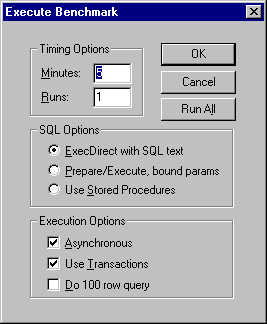 Execute Benchmark
Timing Options
Minutes: 5
Runs: 1
OK
Cancel
Run All
SQL Options
ExecDirect with SQL text
Prepare/Execute, bound params
Use Stored Procedures
Execution Options
Asynchronous
Use Transactions
Do 100 row query